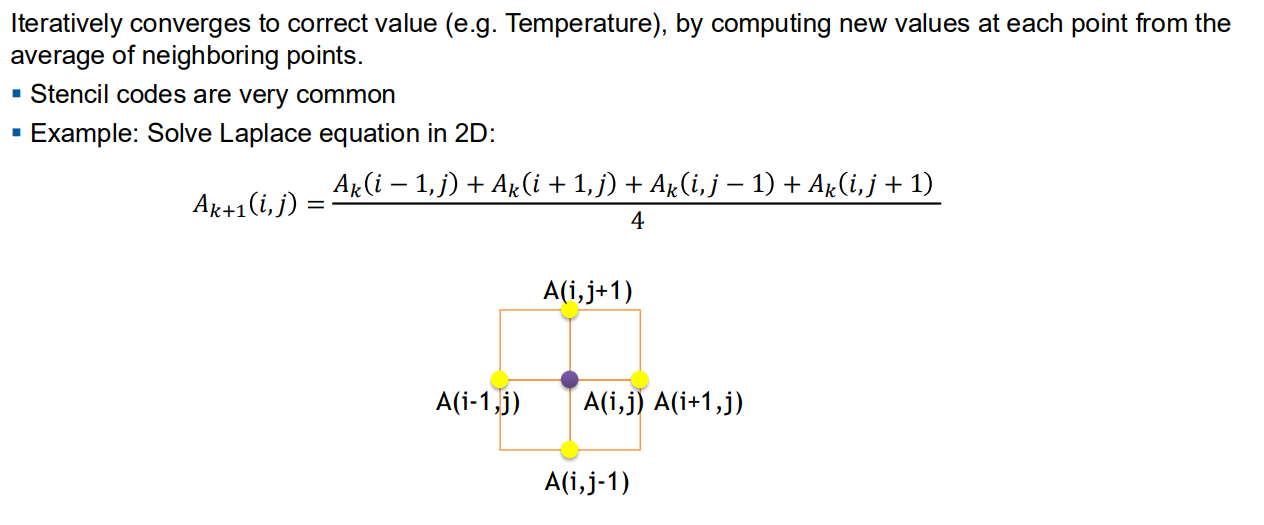 Iteratively converges to correct value (e.g. Temperature), by computing new values at each point from the
average of neighboring points.
▪ Stencil codes are very common
▪ Example: Solve Laplace equation in 2D:
A_{k+1}(i,j) = \frac{A_k(i − 1,j) + A_k(i + 1,j) + A_k(i,j − 1) + A_k(i,j + 1)}{4}
A(i,j+1)
A(i-1,j) A(i,j) A(i+1,j)
A(i,j-1)